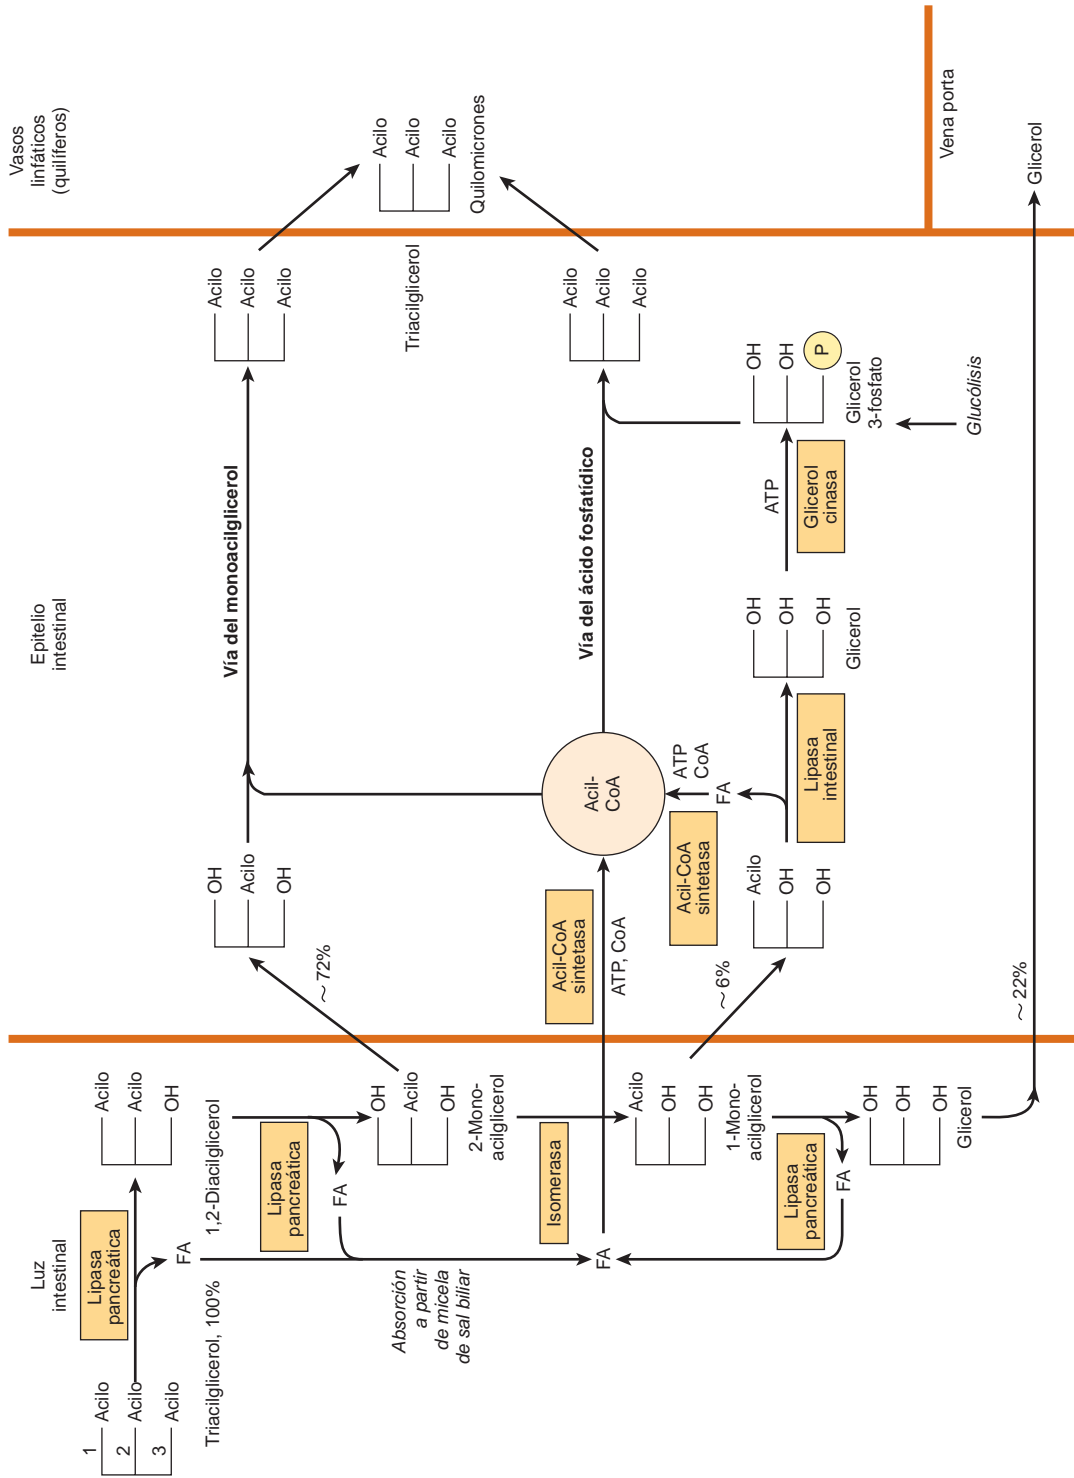 Luz
intestinal
Epitelio
intestinal
Vasos
linfáticos
(quilíferos)
1
Acilo
2
Acilo
3
Acilo
Triacilglicerol, 100%
Lipasa
pancreática
FA
Acilo
Acilo
OH
1,2-Diacilglicerol
Lipasa
pancreática
FA
Absorción
a partir
de micela
de sal biliar
OH
Acilo
OH
2-Mono-
acilglicerol
Isomerasa
FA
Acilo
OH
OH
1-Mono-
acilglicerol
Lipasa
pancreática
FA
OH
OH
OH
Glicerol
~ 72%
OH
Acilo
OH
Vía del monoacilglicerol
Acilo
Acilo
Acilo
Triacilglicerol
Acil-CoA
sintetasa
ATP, CoA
Acil-
CoA
Vía del ácido fosfatídico
Acilo
Acilo
Acilo
Acil-CoA
sintetasa
ATP
CoA
FA
~ 6%
Acilo
OH
OH
Lipasa
intestinal
OH
OH
OH
Glicerol
ATP
Glicerol
cinasa
OH
OH
P
Glicerol
3-fosfato
Glucólisis
~ 22%
Acilo
Acilo
Acilo
Quilomicrones
Vena porta
Glicerol